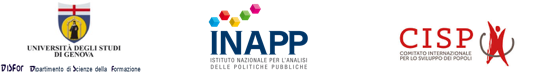 UNIVERSITÀ DEGLI STUDI
DI GENOVA
DISFor Dipartimento di Scienze della Formazione
INAPP
ISTITUTO NAZIONALE PER L'ANALISI
DELLE POLITICHE PUBBLICHE
CISP
COMITATO INTERNAZIONALE
PER LO SVILUPPO DEI POPOLI